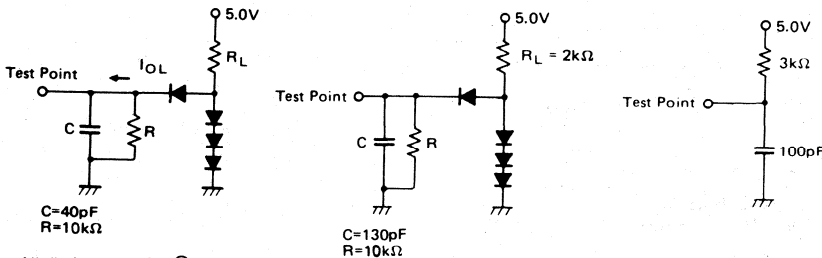 5.0V
R_L
I_OL
Test Point
C
R
C=40pF
R=10kΩ
5.0V
R_L = 2kΩ
Test Point
C
R
C=130pF
R=10kΩ
5.0V
3kΩ
Test Point
100pF